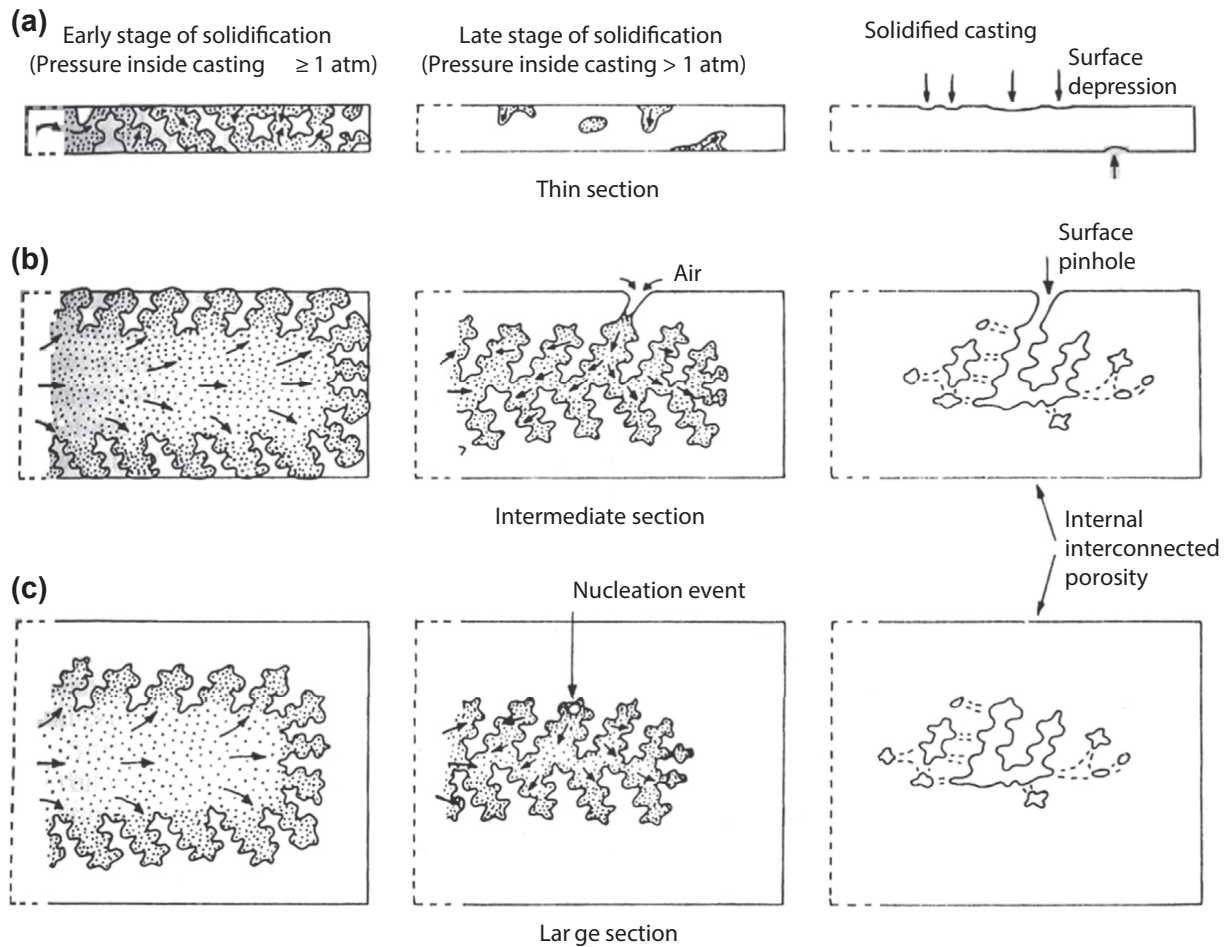 (a)
Early stage of solidification
(Pressure inside casting ≥ 1 atm)
Late stage of solidification
(Pressure inside casting > 1 atm)
Solidified casting
Surface
depression
Thin section
(b)
Air
Surface
pinhole
Intermediate section
Internal
interconnected
porosity
(c)
Nucleation event
Lar ge section